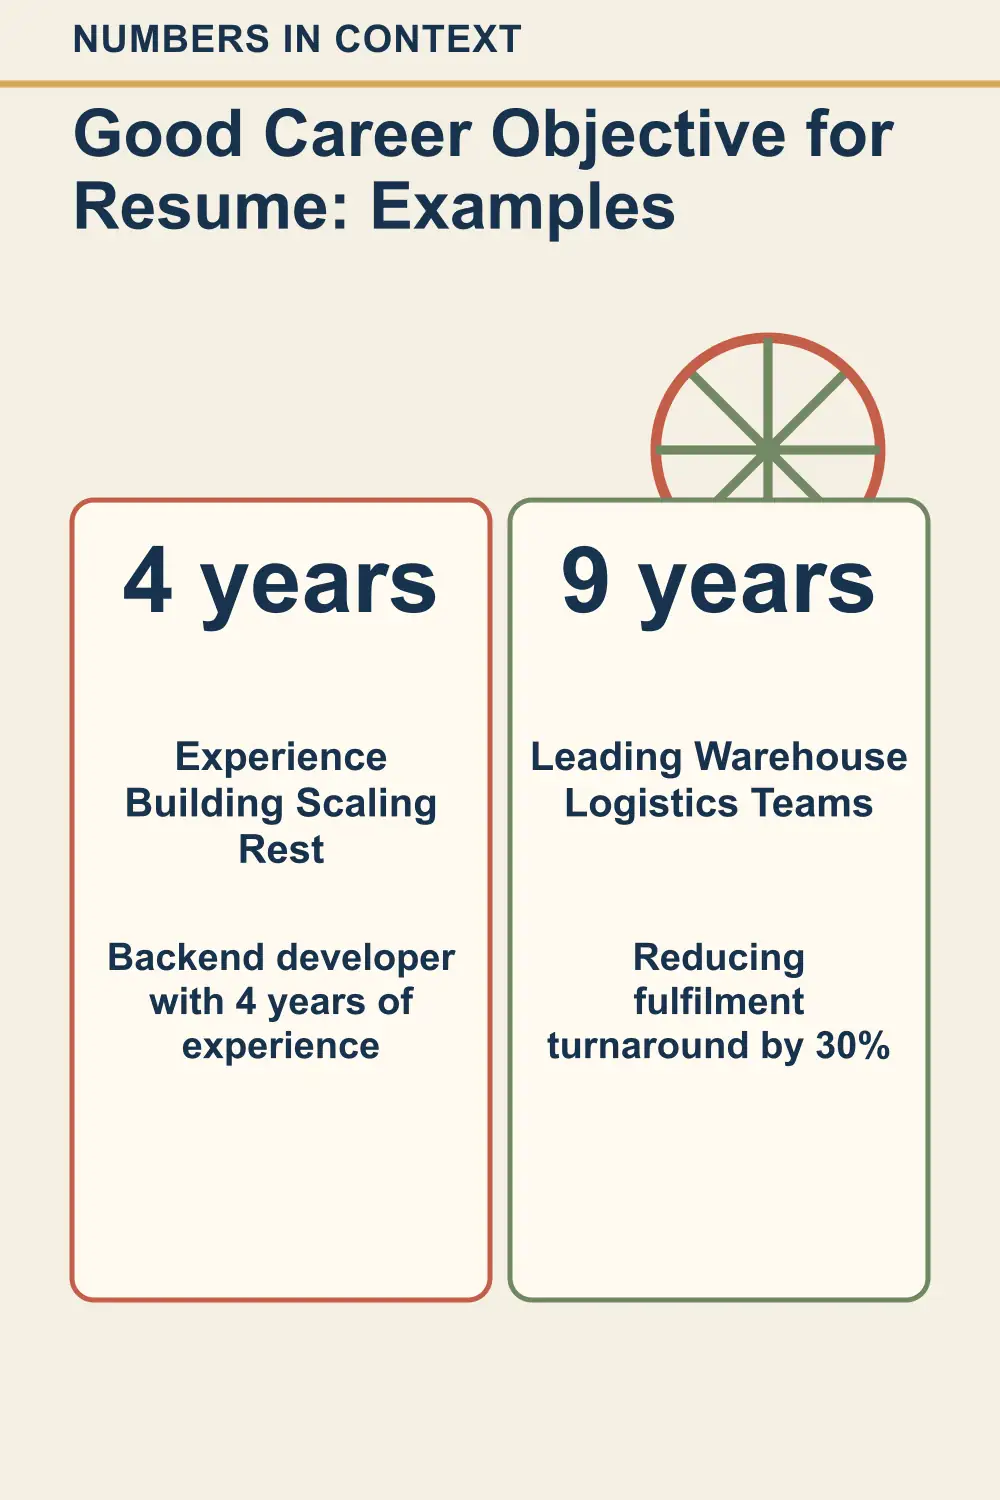 NUMBERS IN CONTEXT
Good Career Objective for
Resume: Examples
4 years
Experience
Building Scaling
Rest
Backend developer
with 4 years of
experience
9 years
Leading Warehouse
Logistics Teams
Reducing
fulfilment
turnaround by 30%